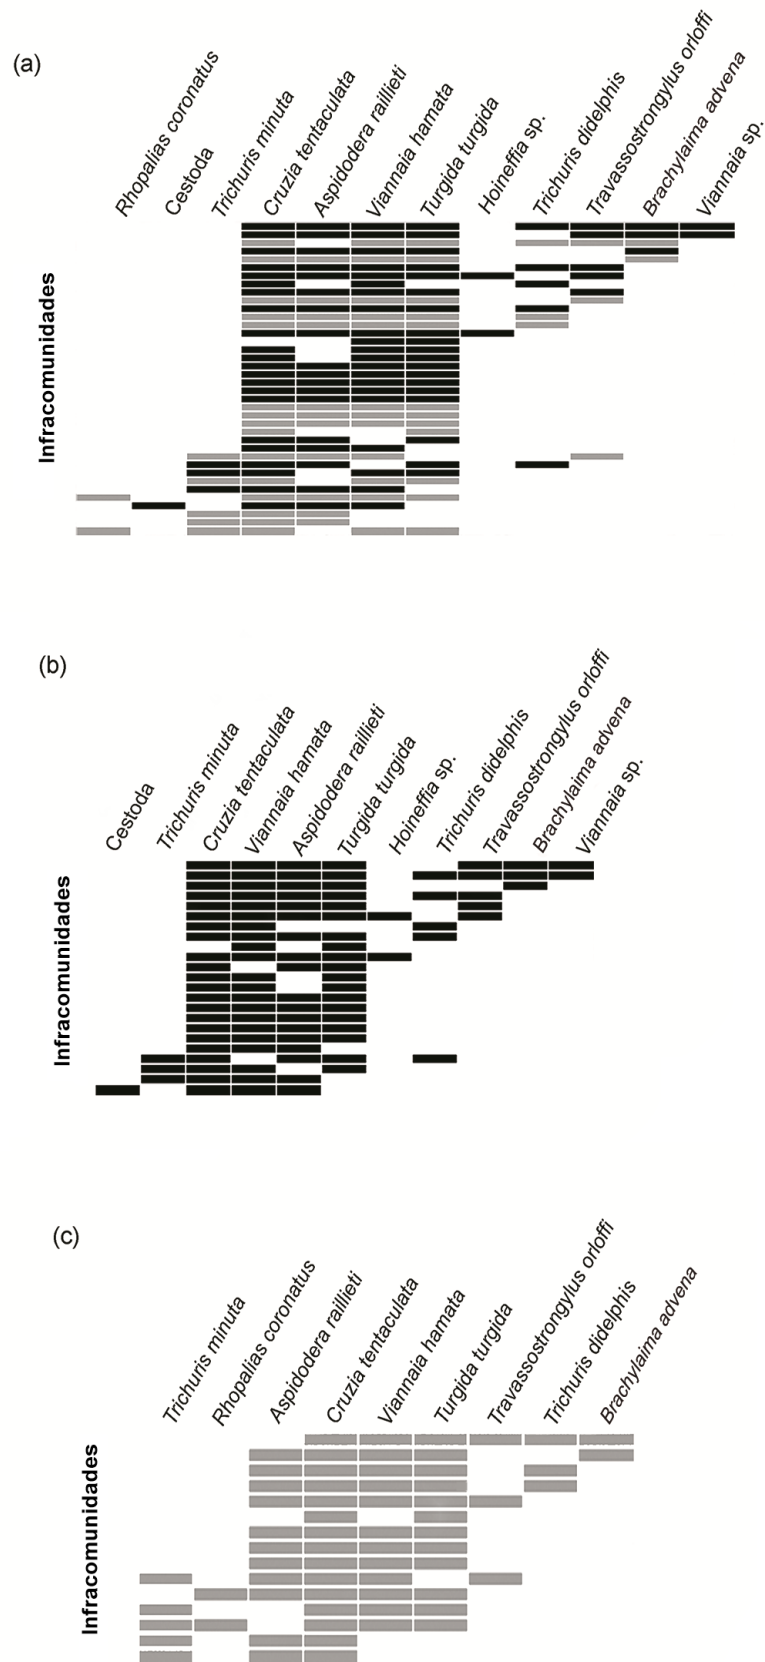 (a)
Rhopalias coronatus
Cestoda
Trichuris minuta
Cruzia tentaculata
Aspidodera raillieti
Viannaia hamata
Turgida turgida
Hoineffia sp.
Trichuris didelphis
Travassostrongylus orloffi
Brachylaima advena
Viannaia sp.
Infracomunidades
(b)
Cestoda
Trichuris minuta
Cruzia tentaculata
Viannaia hamata
Aspidodera raillieti
Turgida turgida
Hoineffia sp.
Trichuris didelphis
Travassostrongylus orloffi
Brachylaima advena
Viannaia sp.
Infracomunidades
(c)
Trichuris minuta
Rhopalias coronatus
Aspidodera raillieti
Cruzia tentaculata
Viannaia hamata
Turgida turgida
Travassostrongylus orloffi
Trichuris didelphis
Brachylaima advena
Infracomunidades